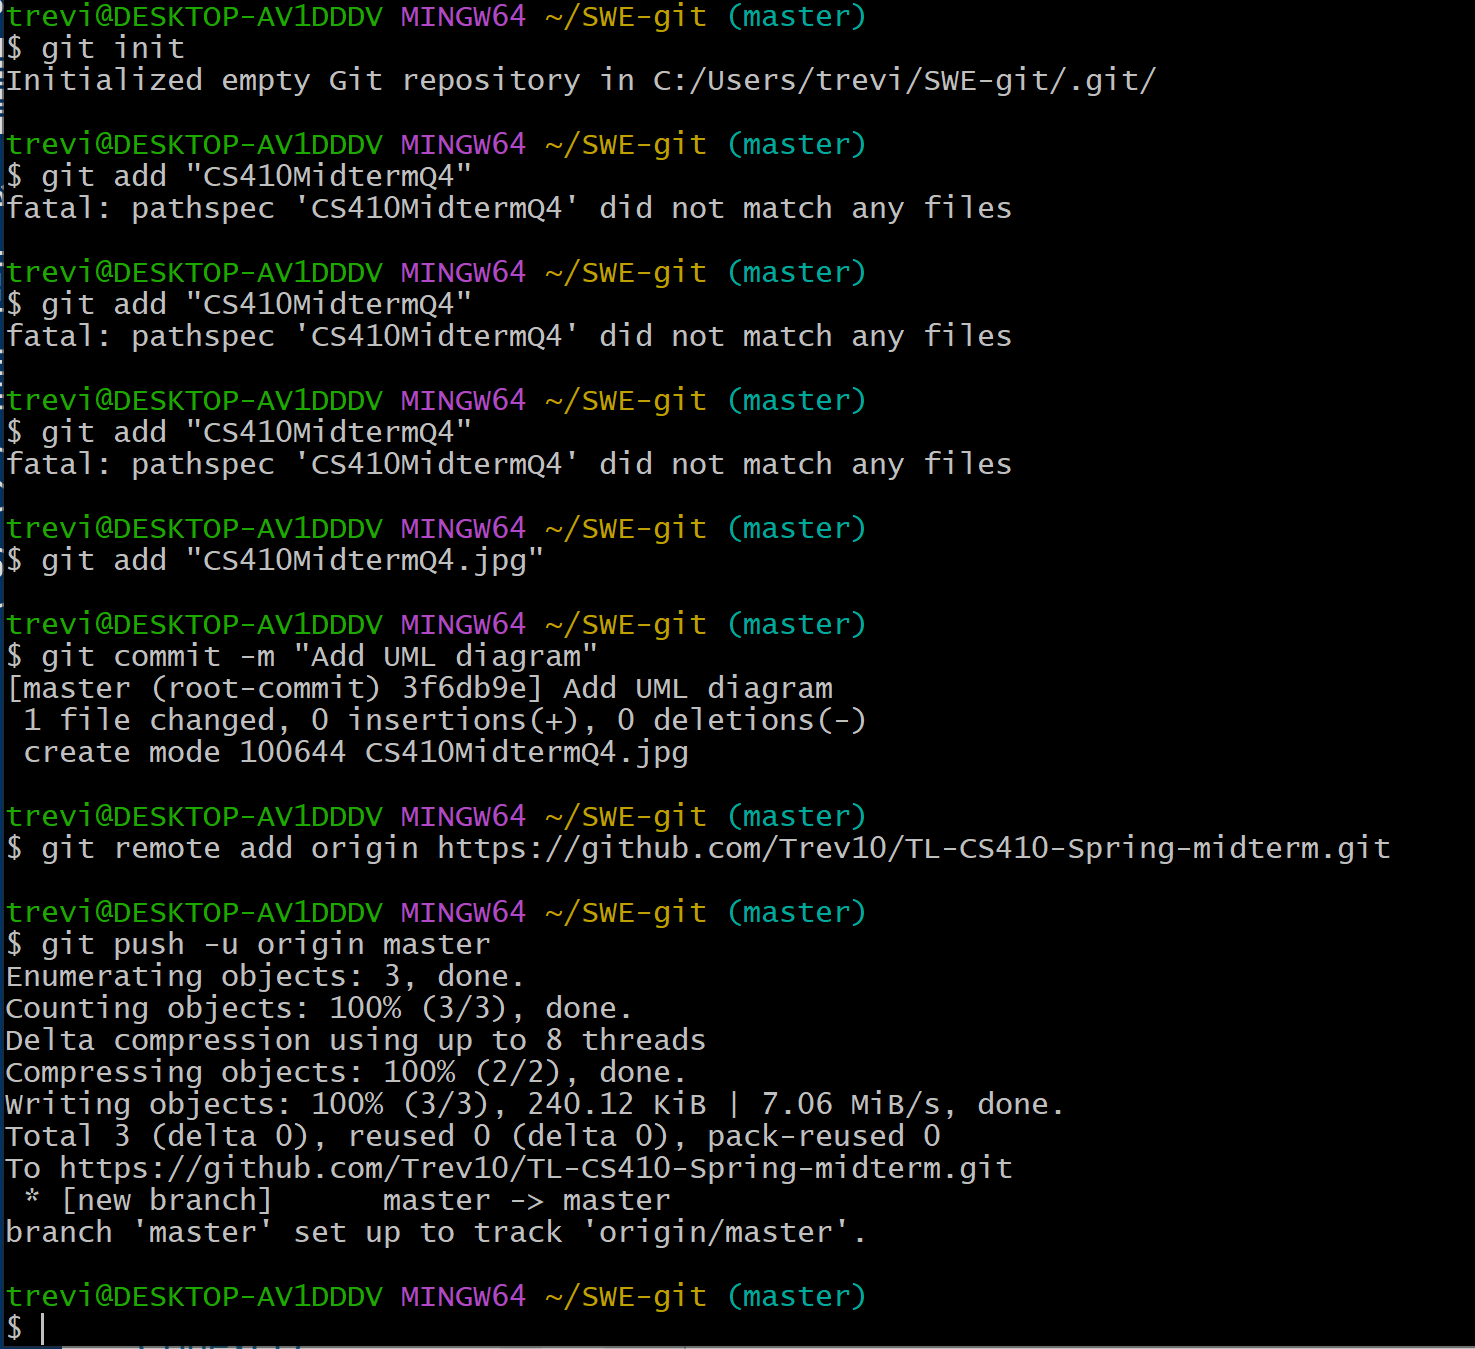 trevi@DESKTOP-AV1DDDV MINGW64 ~/SWE-git (master)
$ git init
Initialized empty Git repository in C:/Users/trevi/SWE-git/.git/
trevi@DESKTOP-AV1DDDV MINGW64 ~/SWE-git (master)
$ git add "CS410MidtermQ4"
fatal: pathspec 'CS410MidtermQ4' did not match any files
trevi@DESKTOP-AV1DDDV MINGW64 ~/SWE-git (master)
$ git add "CS410MidtermQ4"
fatal: pathspec 'CS410MidtermQ4' did not match any files
trevi@DESKTOP-AV1DDDV MINGW64 ~/SWE-git (master)
$ git add "CS410MidtermQ4"
fatal: pathspec 'CS410MidtermQ4' did not match any files
trevi@DESKTOP-AV1DDDV MINGW64 ~/SWE-git (master)
$ git add "CS410MidtermQ4.jpg"
trevi@DESKTOP-AV1DDDV MINGW64 ~/SWE-git (master)
$ git commit -m "Add UML diagram"
[master (root-commit) 3f6db9e] Add UML diagram
 1 file changed, 0 insertions(+), 0 deletions(-)
 create mode 100644 CS410MidtermQ4.jpg
trevi@DESKTOP-AV1DDDV MINGW64 ~/SWE-git (master)
$ git remote add origin https://github.com/Trev10/TL-CS410-Spring-midterm.git
trevi@DESKTOP-AV1DDDV MINGW64 ~/SWE-git (master)
$ git push -u origin master
Enumerating objects: 3, done.
Counting objects: 100% (3/3), done.
Delta compression using up to 8 threads
Compressing objects: 100% (2/2), done.
Writing objects: 100% (3/3), 240.12 KiB | 7.06 MiB/s, done.
Total 3 (delta 0), reused 0 (delta 0), pack-reused 0
To https://github.com/Trev10/TL-CS410-Spring-midterm.git
 * [new branch]      master -> master
branch 'master' set up to track 'origin/master'.
trevi@DESKTOP-AV1DDDV MINGW64 ~/SWE-git (master)
$